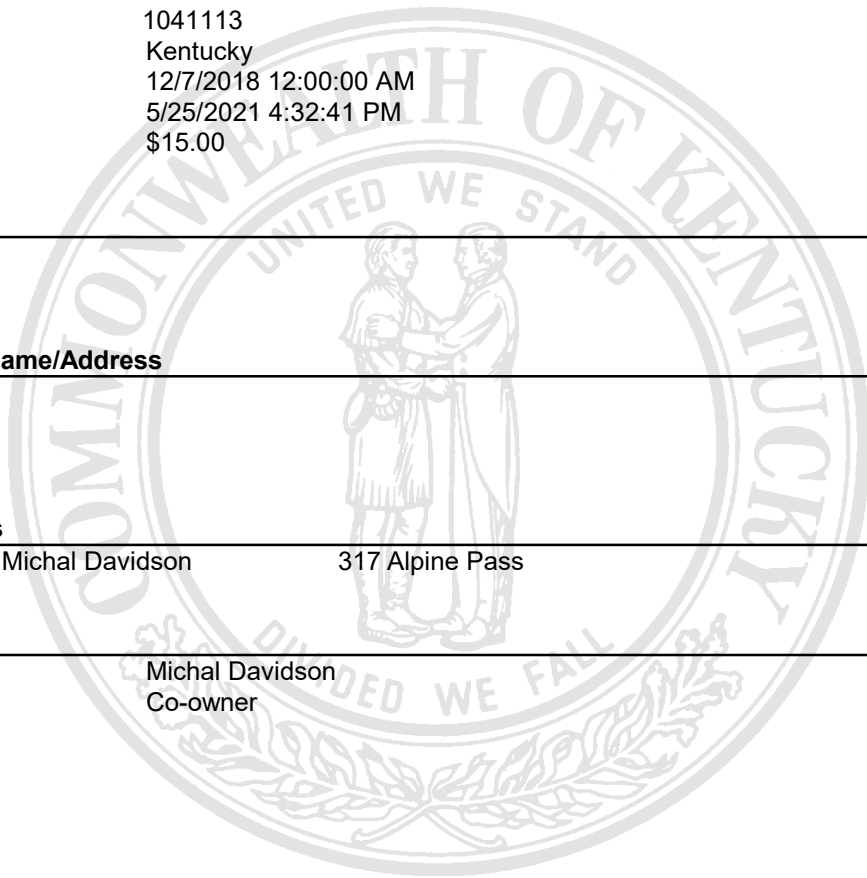 1041113
Kentucky
12/7/2018 12:00:00 AM
5/25/2021 4:32:41 PM
$15.00
COMMONWEALTH OF KENTUCKY
UNITED WE STAND
ame/Address
s
Michal Davidson 317 Alpine Pass
Michal Davidson
Co-owner
DIVIDED WE FALL